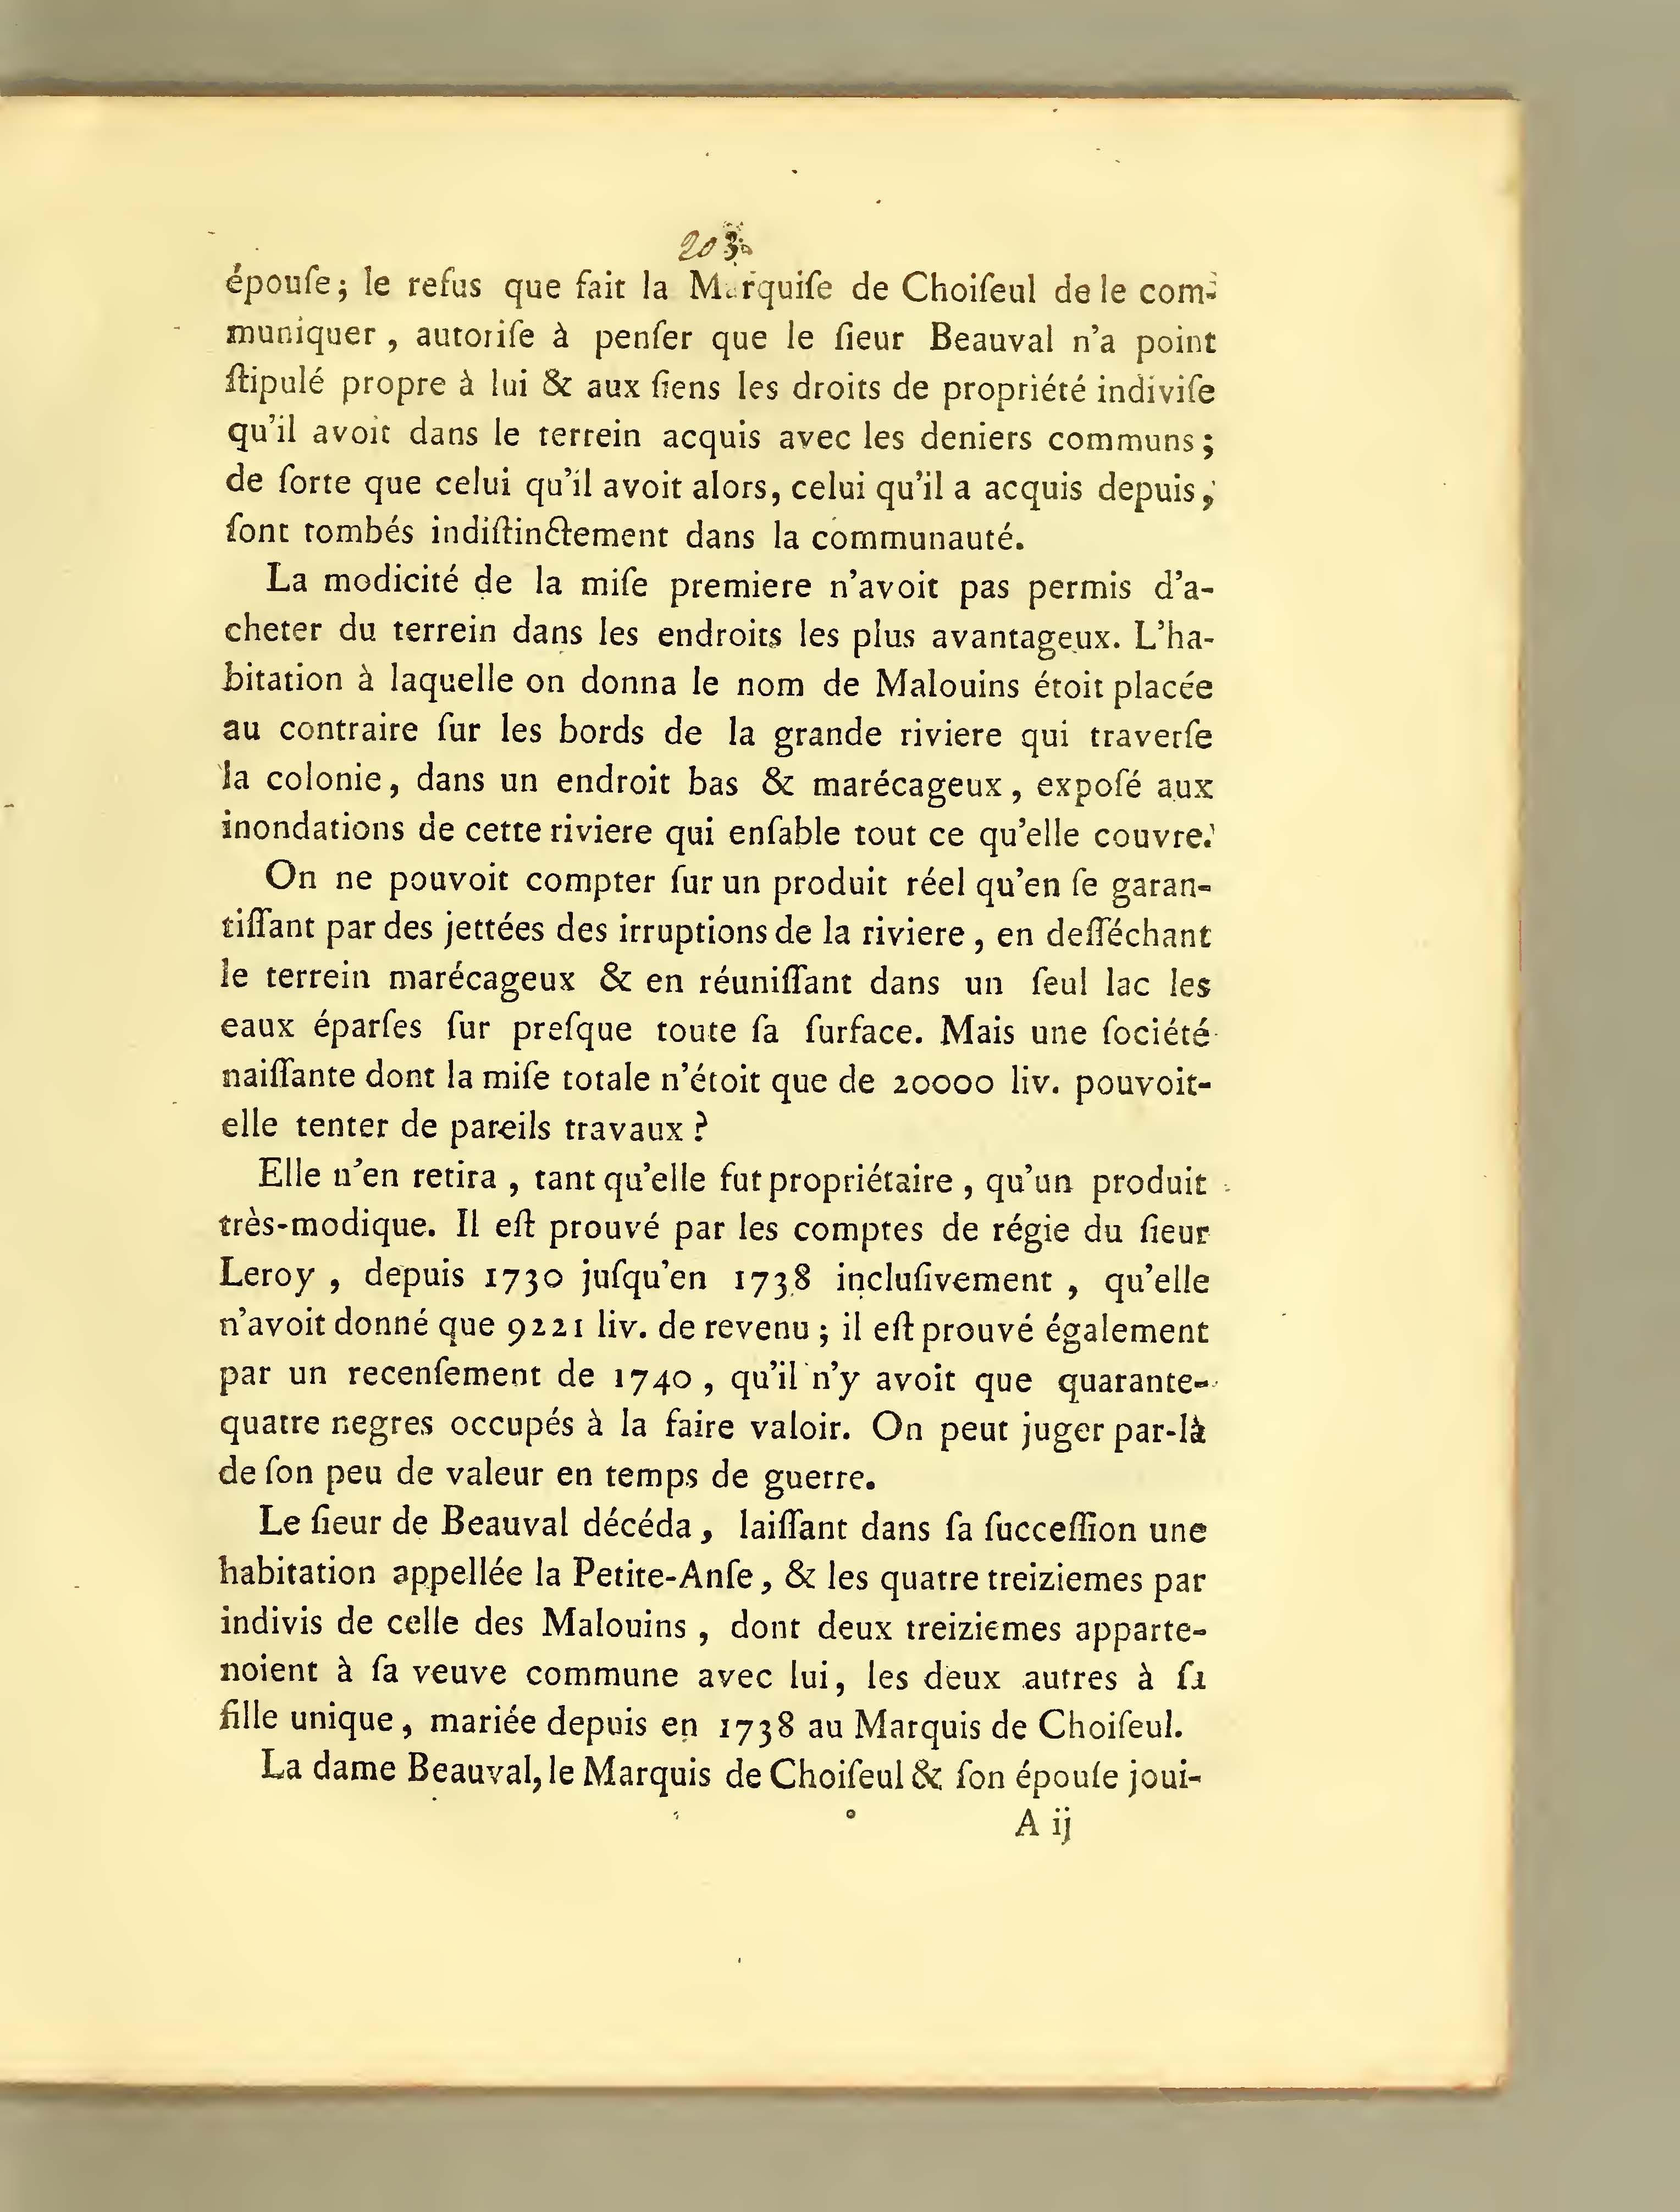 203
épouſe; le refus que fait la Marquiſe de Choiſeul de le com-
muniquer, autoriſe à penſer que le ſieur Beauval n'a point
ſtipulé propre à lui & aux ſiens les droits de propriété indiviſe
qu'il avoit dans le terrein acquis avec les deniers communs;
de ſorte que celui qu'il avoit alors, celui qu'il a acquis depuis,
ſont tombés indiſtinctement dans la communauté.
La modicité de la miſe premiere n'avoit pas permis d'a-
cheter du terrein dans les endroits les plus avantageux. L'ha-
bitation à laquelle on donna le nom de Malouins étoit placée
au contraire ſur les bords de la grande riviere qui traverſe
la colonie, dans un endroit bas & marécageux, expoſé aux
inondations de cette riviere qui enſable tout ce qu'elle couvre.
On ne pouvoit compter ſur un produit réel qu'en ſe garan-
tiſſant par des jettées des irruptions de la riviere, en deſſéchant
le terrein marécageux & en réuniſſant dans un ſeul lac les
eaux éparſes ſur preſque toute ſa ſurface. Mais une ſociété
naiſſante dont la miſe totale n'étoit que de 20000 liv. pouvoit-
elle tenter de pareils travaux ?
Elle n'en retira, tant qu'elle fut propriétaire, qu'un produit
très-modique. Il eſt prouvé par les comptes de régie du ſieur
Leroy, depuis 1730 juſqu'en 1738 incluſivement, qu'elle
n'avoit donné que 9221 liv. de revenu; il eſt prouvé également
par un recenſement de 1740, qu'il n'y avoit que quarante-
quatre negres occupés à la faire valoir. On peut juger par-là
de ſon peu de valeur en temps de guerre.
Le ſieur de Beauval décéda, laiſſant dans ſa ſucceſſion une
habitation appellée la Petite-Anſe, & les quatre treiziemes par
indivis de celle des Malouins, dont deux treiziemes apparte-
noient à ſa veuve commune avec lui, les deux autres à ſa
fille unique, mariée depuis en 1738 au Marquis de Choiſeul.
La dame Beauval, le Marquis de Choiſeul & ſon épouſe joui-
A ij